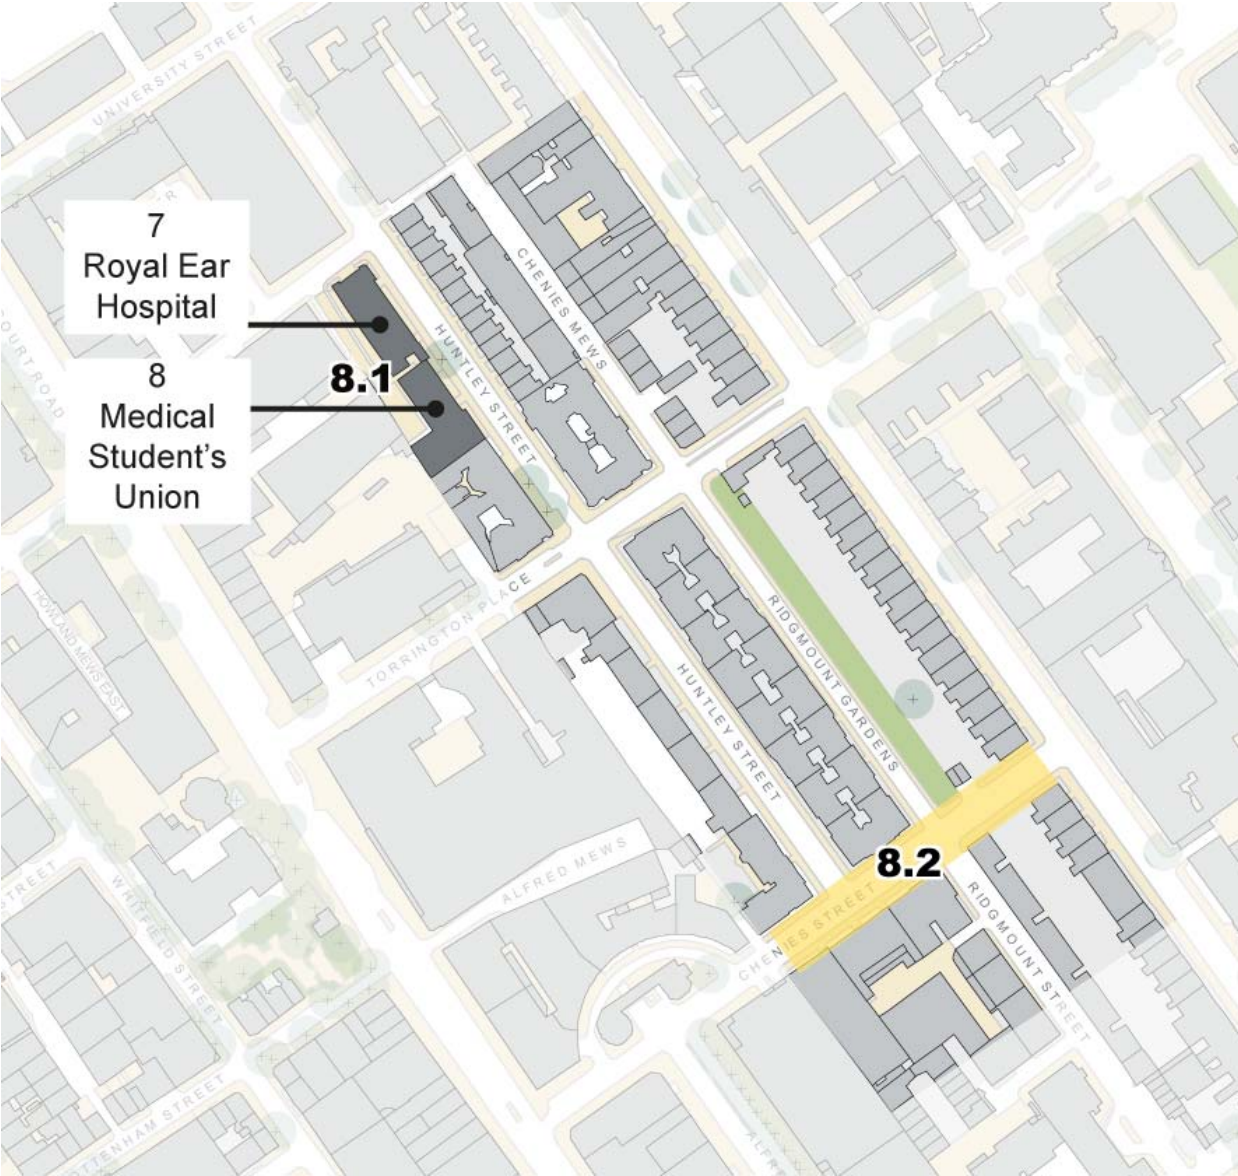 UNIVERSITY STREET
7
Royal Ear
Hospital
8
Medical
Student's
Union
8.1
CHENIES MEWS
HUNTLEY STREET
COURT ROAD
HOWLAND MEWS EAST
TORRINGTON PLACE
RIDGMOUNT GARDENS
HUNTLEY STREET
ALFRED MEWS
8.2
CHENIES STREET
RIDGMOUNT STREET
STREET
WHITFIELD STREET
OTTENHAM STREET
ALFR